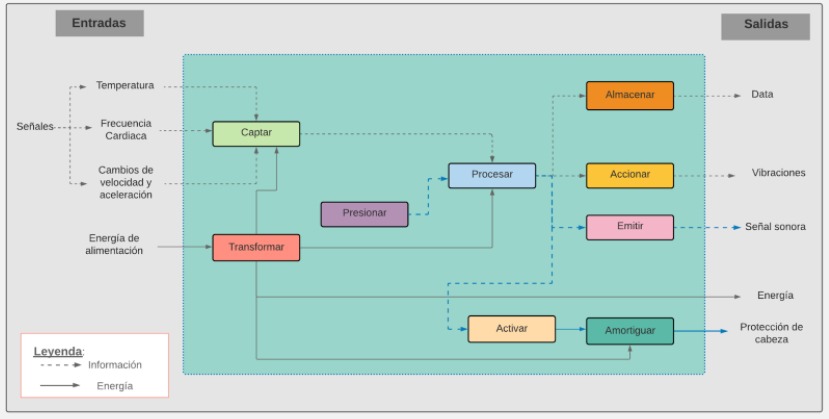 Entradas
Salidas
Temperatura
Almacenar
Data
Señales
Frecuencia
Cardiaca
Captar
Cambios de
velocidad y
aceleración
Procesar
Accionar
Vibraciones
Presionar
Emitir
Señal sonora
Energía de
alimentación
Transformar
Energía
Activar
Amortiguar
Protección de
cabeza
Leyenda:
Información
Energía